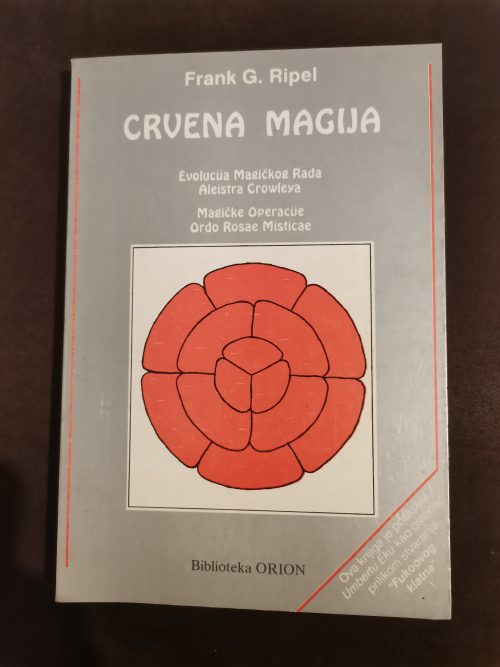 Frank G. Ripel
CRVENA MAGIJA
Evolucija Magičkog Rada
Aleistra Crowleya
Magičke Operacije
Ordo Rosae Misticae
Biblioteka ORION
Ova knjiga je poslužila
Umbertu Eku kao osnova
prilikom stvaranja
"Fukoovog
klatna"